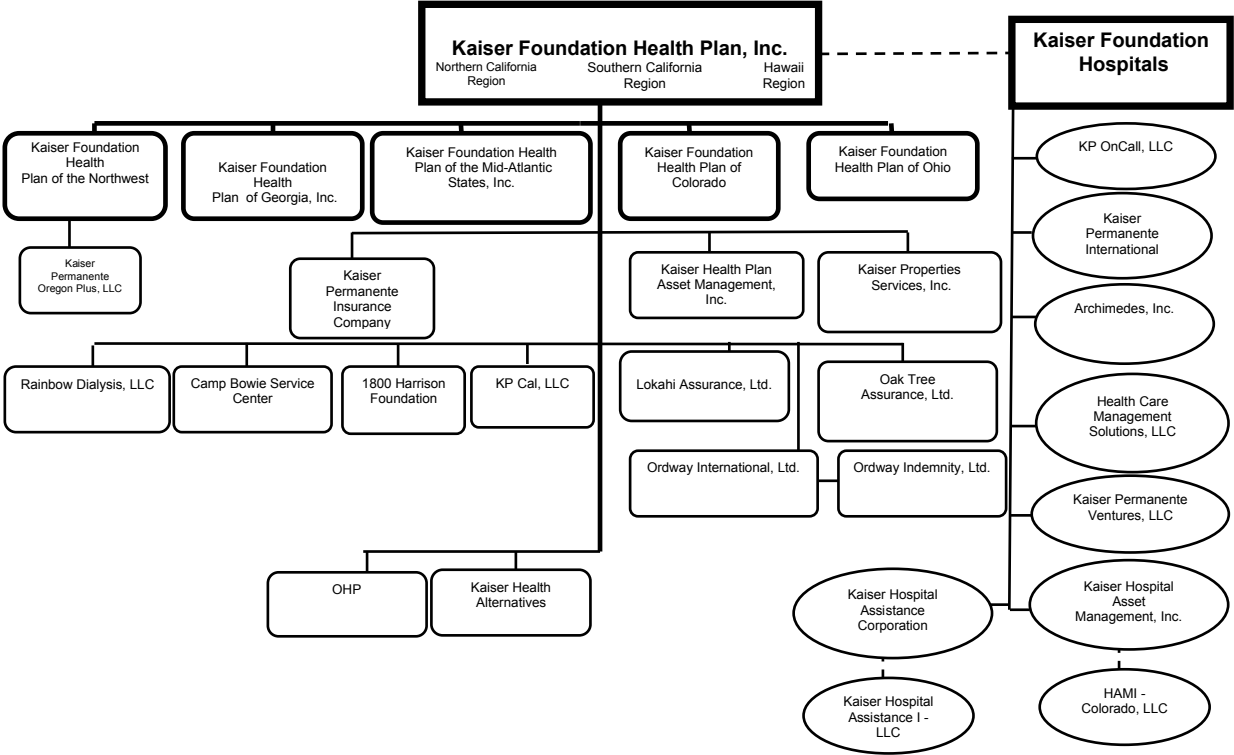 Kaiser Foundation Health Plan, Inc.
Northern California
Region
Southern California
Region
Hawaii
Region
Kaiser Foundation
Hospitals
Kaiser Foundation
Health
Plan of the Northwest
Kaiser Foundation
Health
Plan of Georgia, Inc.
Kaiser Foundation Health
Plan of the Mid-Atlantic
States, Inc.
Kaiser Foundation
Health Plan of
Colorado
Kaiser Foundation
Health Plan of Ohio
KP OnCall, LLC
Kaiser
Permanente
International
Kaiser
Permanente
Oregon Plus, LLC
Kaiser
Permanente
Insurance
Company
Kaiser Health Plan
Asset Management,
Inc.
Kaiser Properties
Services, Inc.
Archimedes, Inc.
Rainbow Dialysis, LLC
Camp Bowie Service
Center
1800 Harrison
Foundation
KP Cal, LLC
Lokahi Assurance, Ltd.
Oak Tree
Assurance, Ltd.
Health Care
Management
Solutions, LLC
Ordway International, Ltd.
Ordway Indemnity, Ltd.
Kaiser Permanente
Ventures, LLC
OHP
Kaiser Health
Alternatives
Kaiser Hospital
Assistance
Corporation
Kaiser Hospital
Asset
Management, Inc.
Kaiser Hospital
Assistance I -
LLC
HAMI -
Colorado, LLC